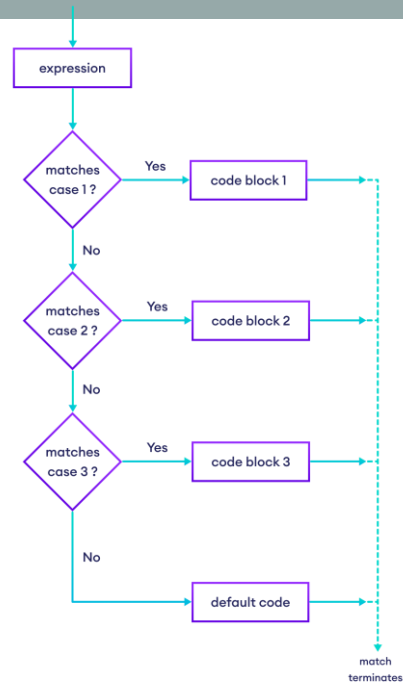 expression
matches
case 1 ?
Yes
code block 1
No
matches
case 2 ?
Yes
code block 2
No
matches
case 3 ?
Yes
code block 3
No
default code
match
terminates